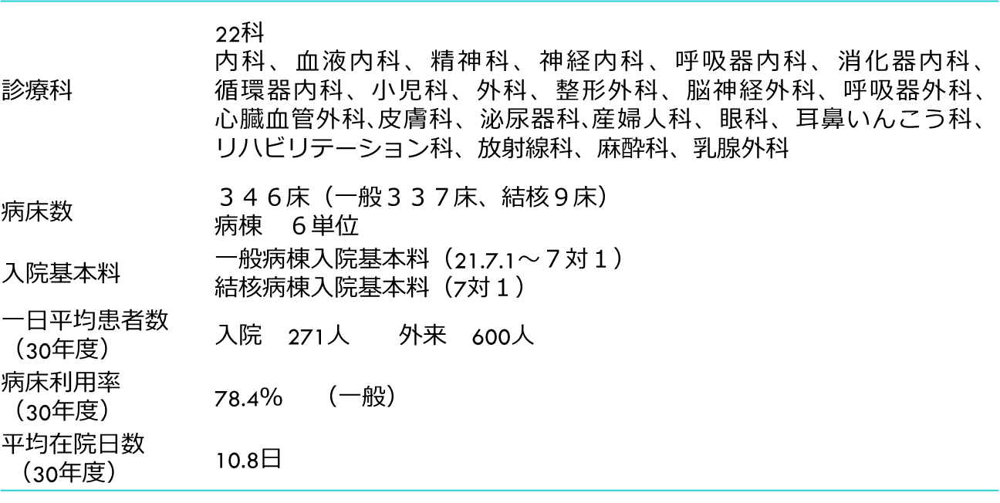 診療科
22科
内科、血液内科、精神科、神経内科、呼吸器内科、消化器内科、
循環器内科、小児科、外科、整形外科、脳神経外科、呼吸器外科、
心臓血管外科、皮膚科、泌尿器科、産婦人科、眼科、耳鼻いんこう科、
リハビリテーション科、放射線科、麻酔科、乳腺外科
病床数
３４６床（一般３３７床、結核９床）
病棟　６単位
入院基本料
一般病棟入院基本料（21.7.1～７対１）
結核病棟入院基本料（7対１）
一日平均患者数
（30年度）
入院　271人　　外来　600人
病床利用率
（30年度）
78.4％　（一般）
平均在院日数
（30年度）
10.8日